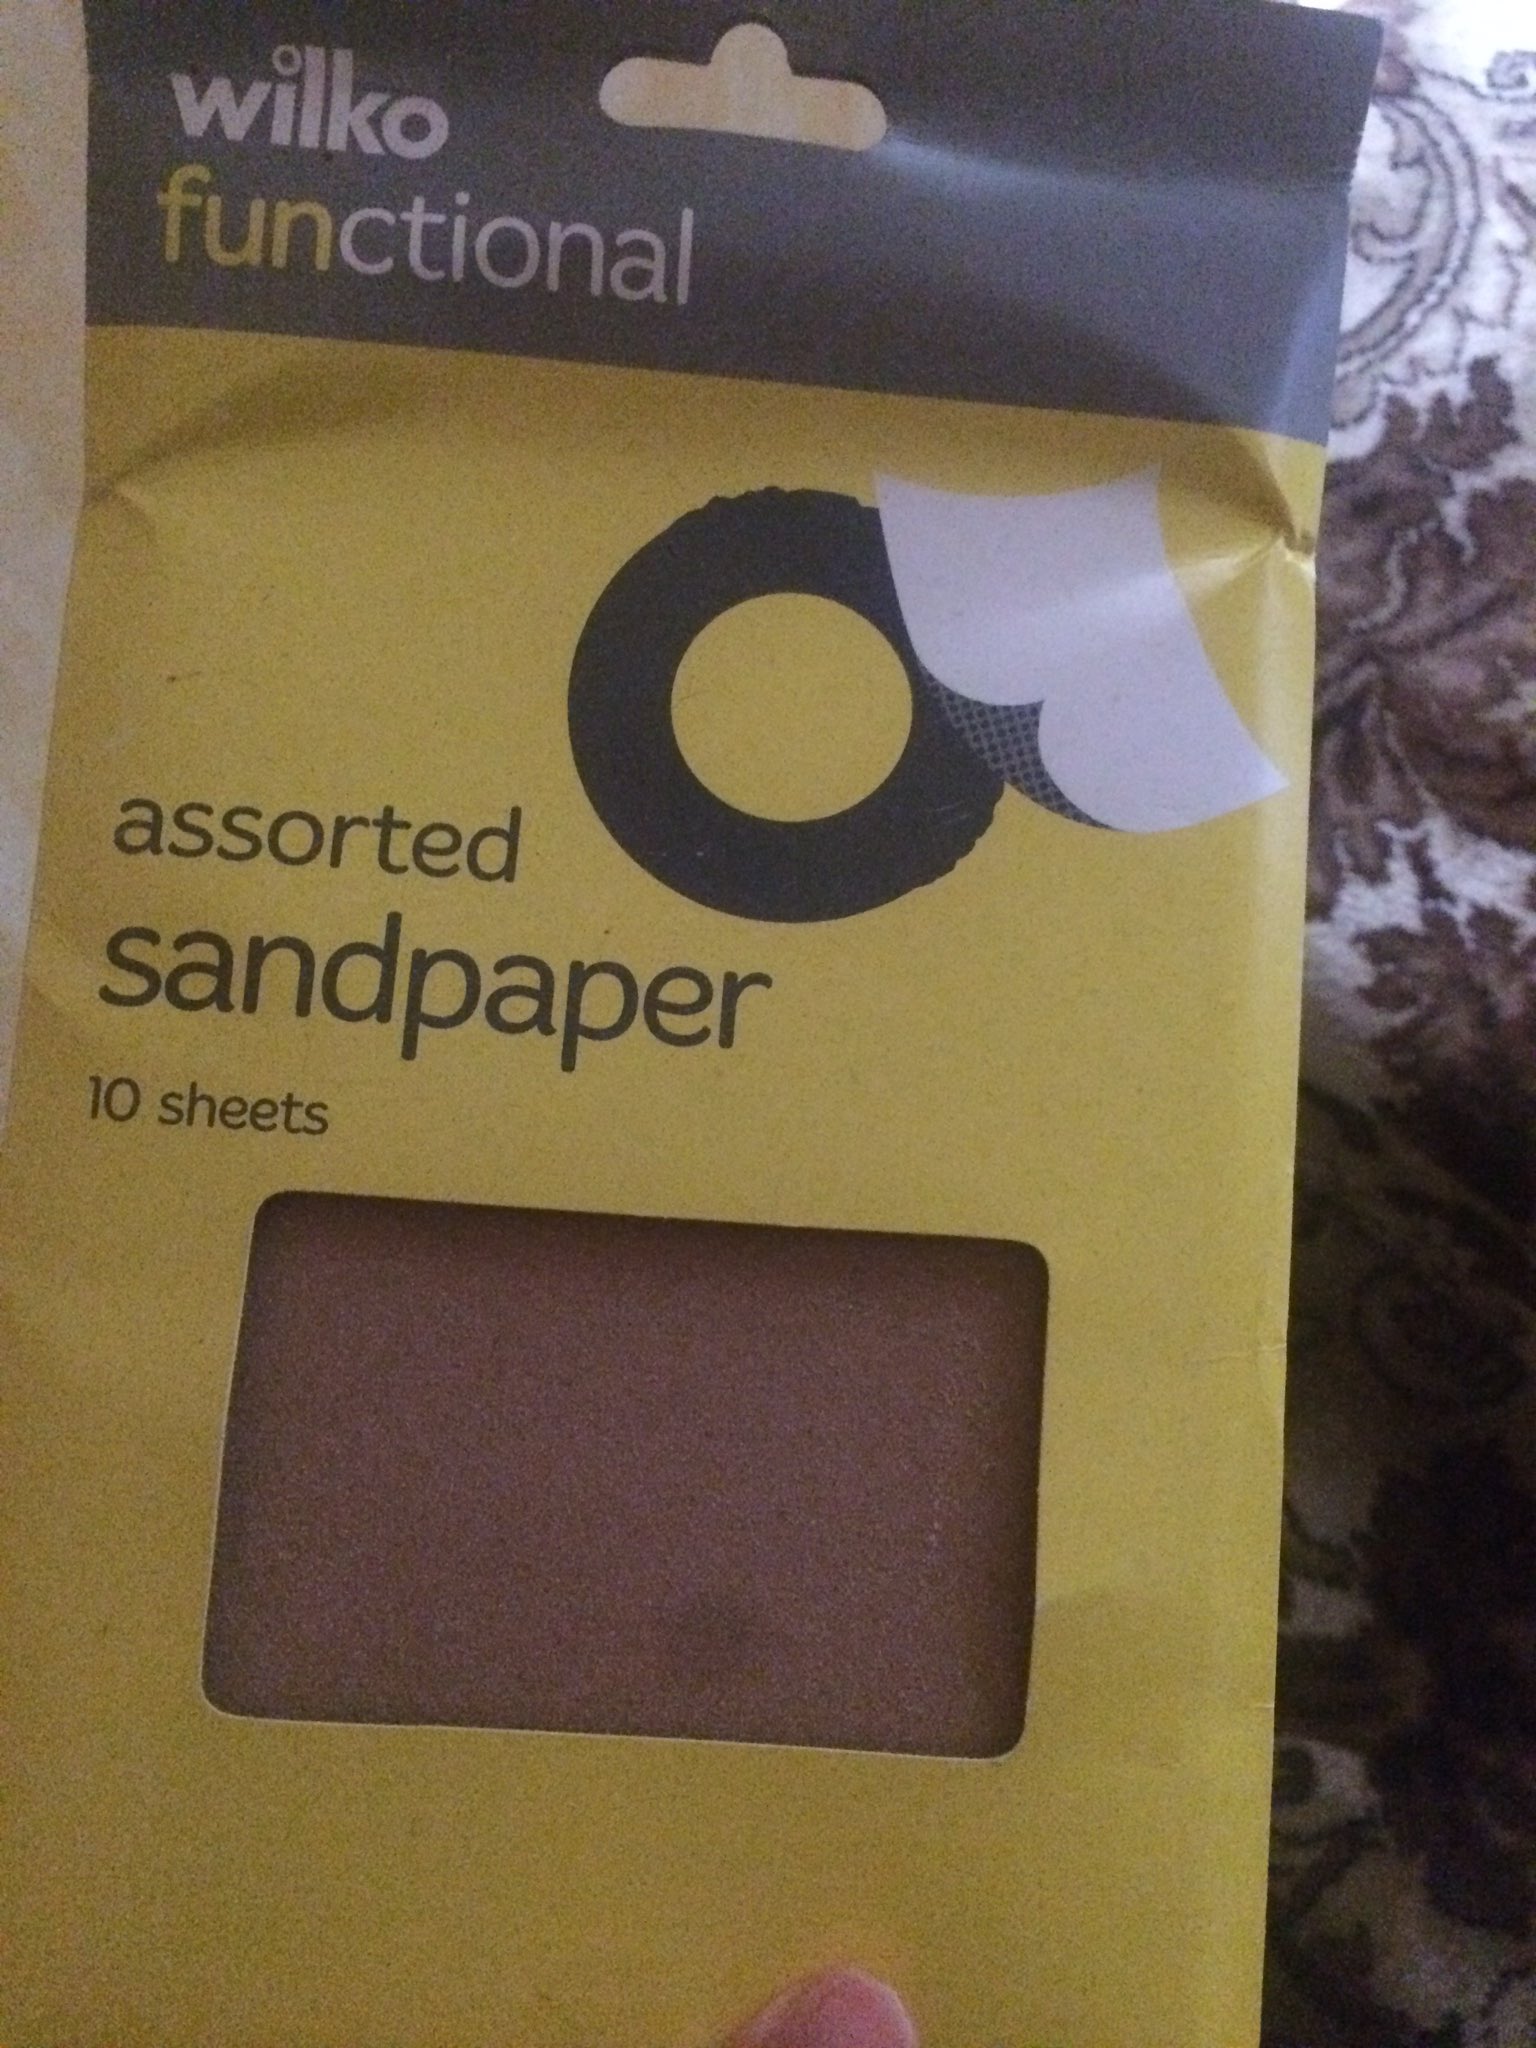 wilko
functional
assorted
sandpaper
10 sheets